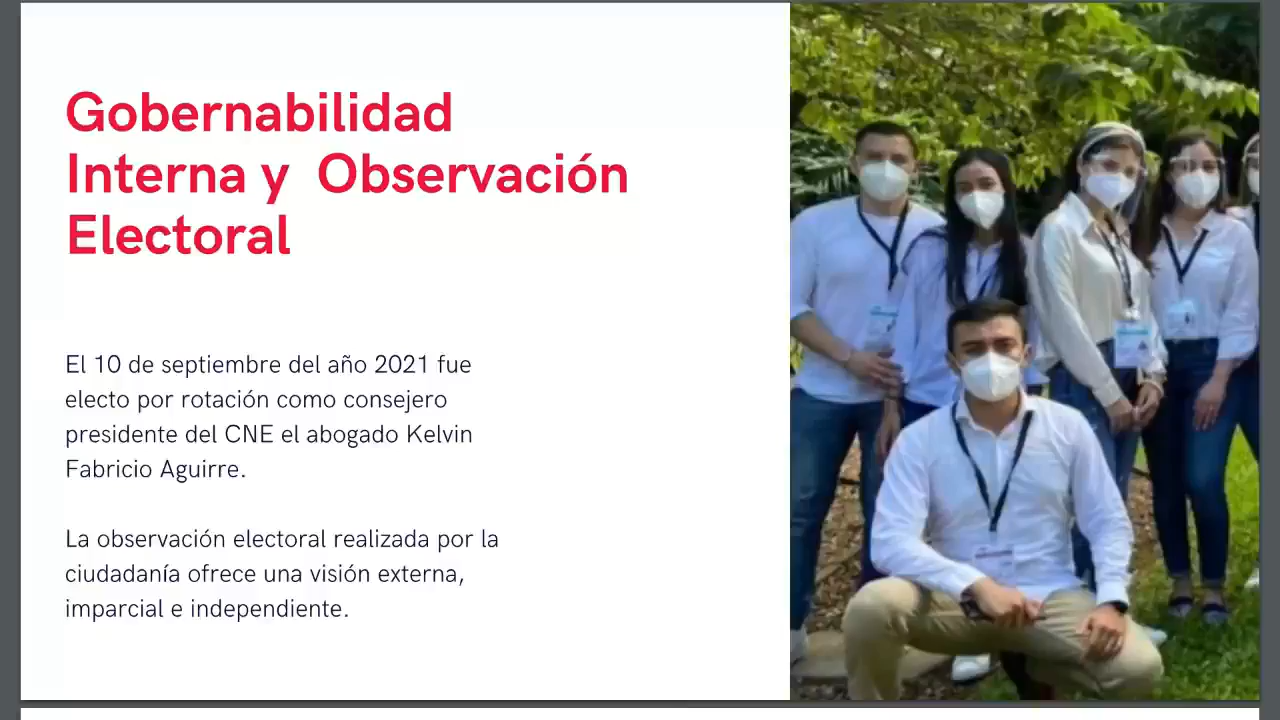 Gobernabilidad
Interna y Observación
Electoral
El 10 de septiembre del año 2021 fue
electo por rotación como consejero
presidente del CNE el abogado Kelvin
Fabricio Aguirre.
La observación electoral realizada por la
ciudadanía ofrece una visión externa,
imparcial e independiente.